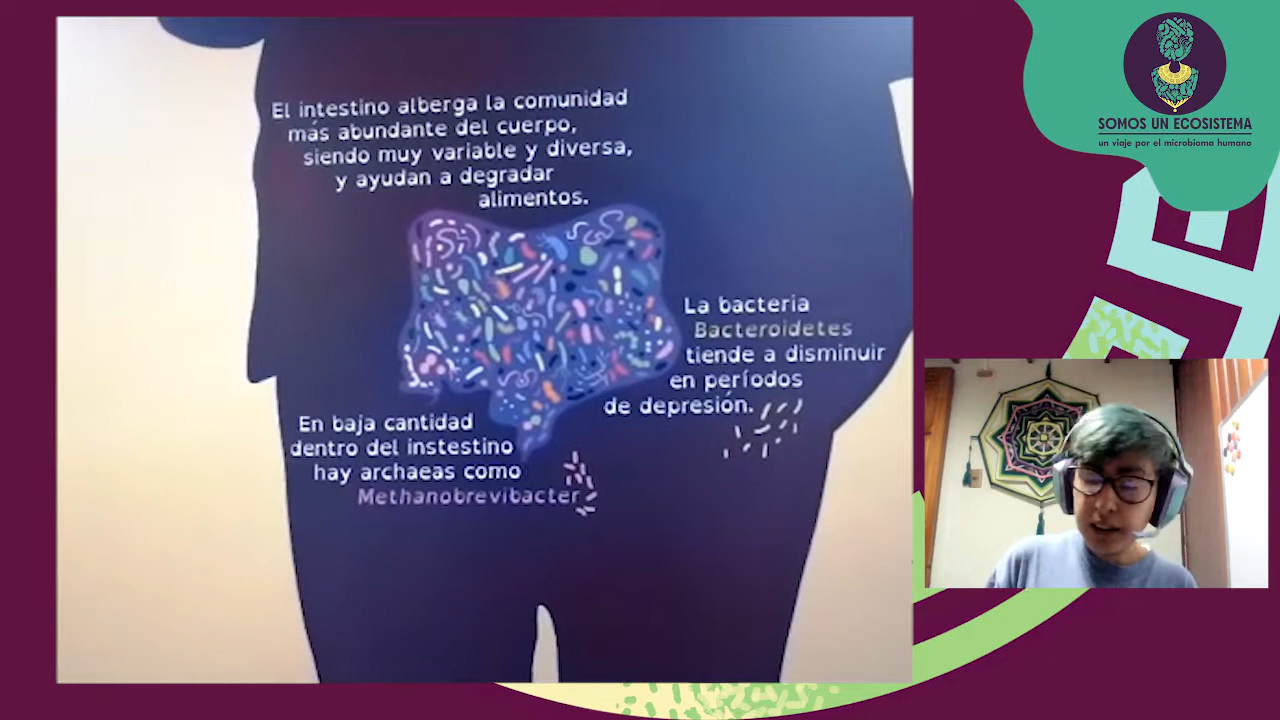 El intestino alberga la comunidad
más abundante del cuerpo,
siendo muy variable y diversa,
y ayudan a degradar
alimentos.
La bacteria
Bacteroidetes
tiende a disminuir
en períodos
de depresión.
En baja cantidad
dentro del instestino
hay archaeas como
Methanobrevibacter
SOMOS UN ECOSISTEMA
un viaje por el microbioma humano